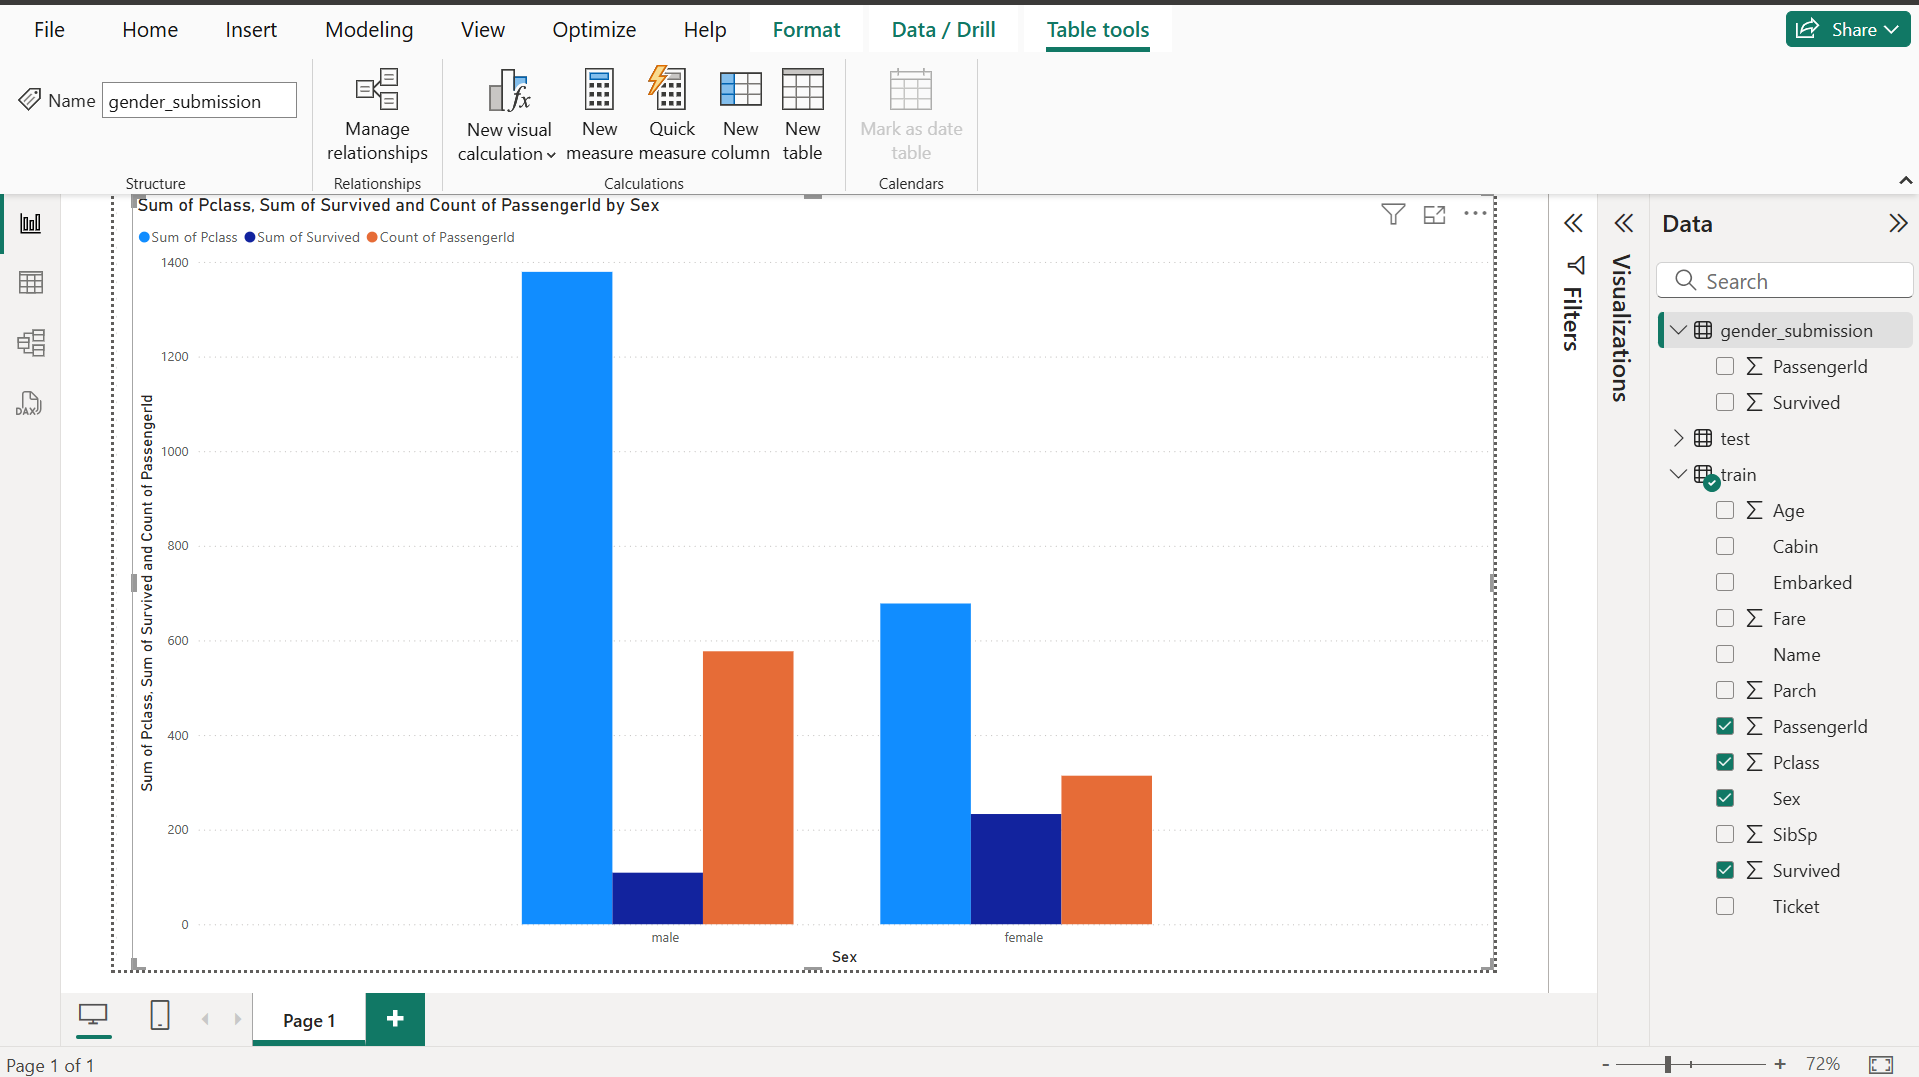 File Home Insert Modeling View Optimize Help Format Data / Drill Table tools Share
Name gender_submission
Manage relationships
New visual calculation
New measure
Quick measure
New column
New table
Mark as date table
Structure Relationships Calculations Calendars
Sum of Pclass, Sum of Survived and Count of PassengerId by Sex
Sum of Pclass Sum of Survived Count of PassengerId
Sum of Pclass, Sum of Survived and Count of PassengerId
1400
1200
1000
800
600
400
200
0
male female
Sex
Filters
Visualizations
Data
Search
gender_submission
PassengerId
Survived
test
train
Age
Cabin
Embarked
Fare
Name
Parch
PassengerId
Pclass
Sex
SibSp
Survived
Ticket
DAX
Page 1 +
Page 1 of 1
- + 72%